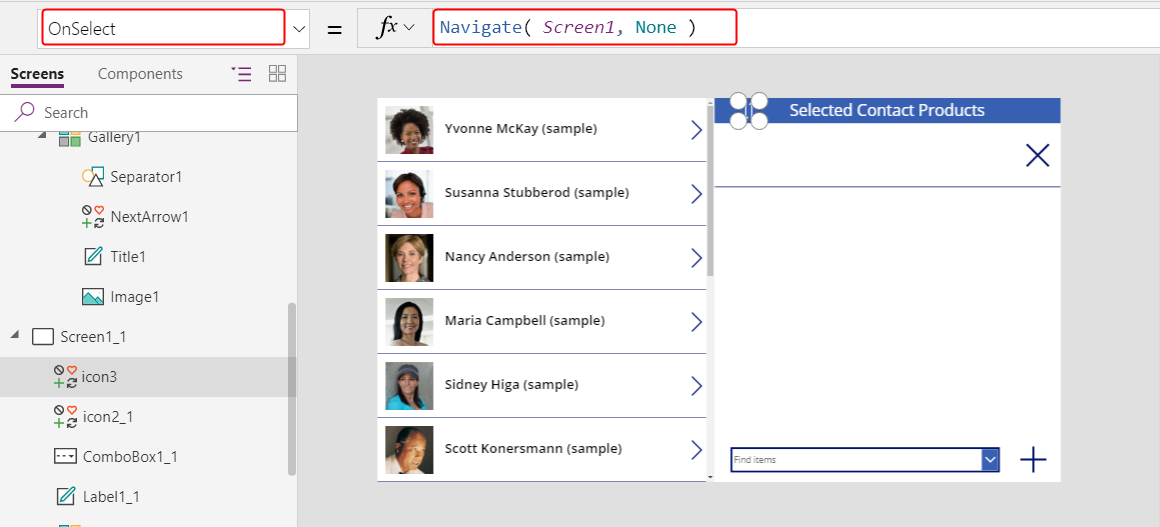 OnSelect
=
fx
Navigate( Screen1, None )
Screens
Components
Search
Gallery1
Separator1
NextArrow1
Title1
Image1
Screen1_1
icon3
icon2_1
ComboBox1_1
Label1_1
Yvonne McKay (sample)
Susanna Stubberod (sample)
Nancy Anderson (sample)
Maria Campbell (sample)
Sidney Higa (sample)
Scott Konersmann (sample)
Selected Contact Products
Find items